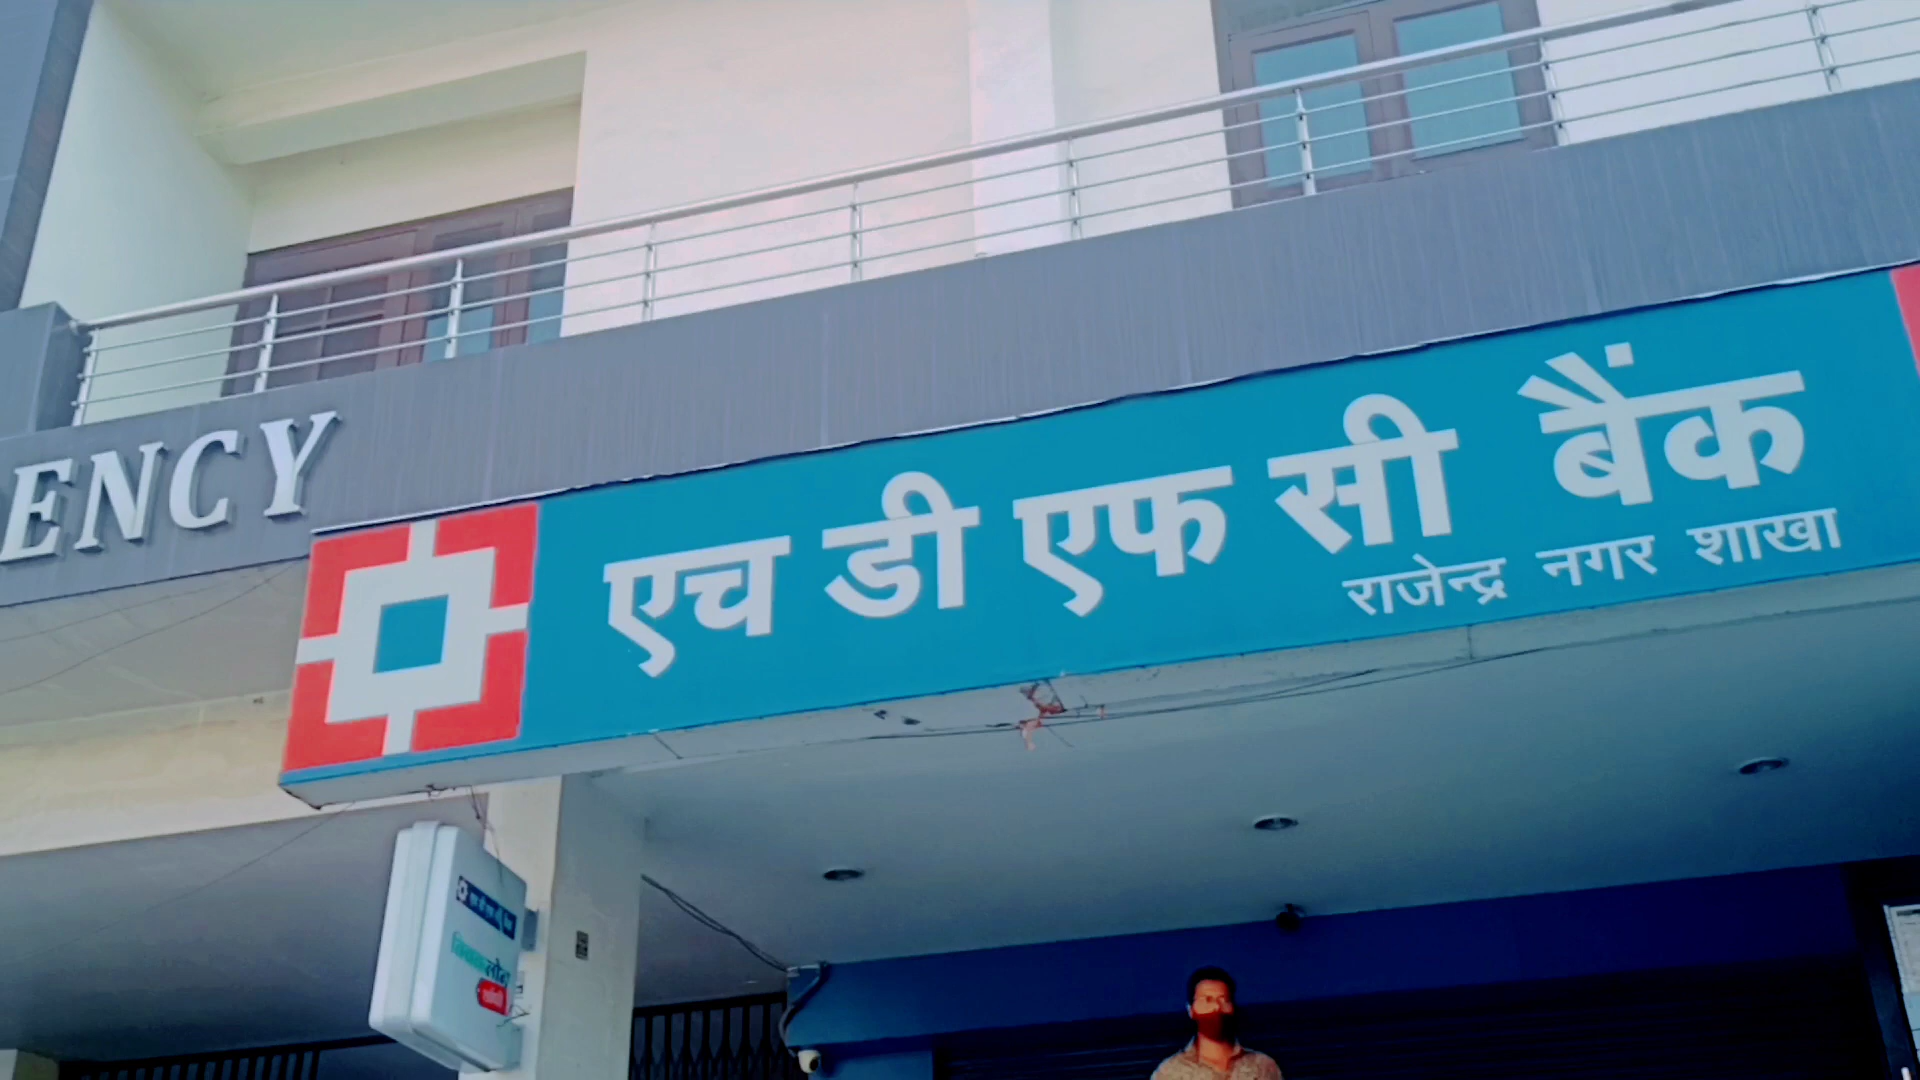 ENCY
एच डी एफ सी बैंक
राजेन्द्र नगर शाखा